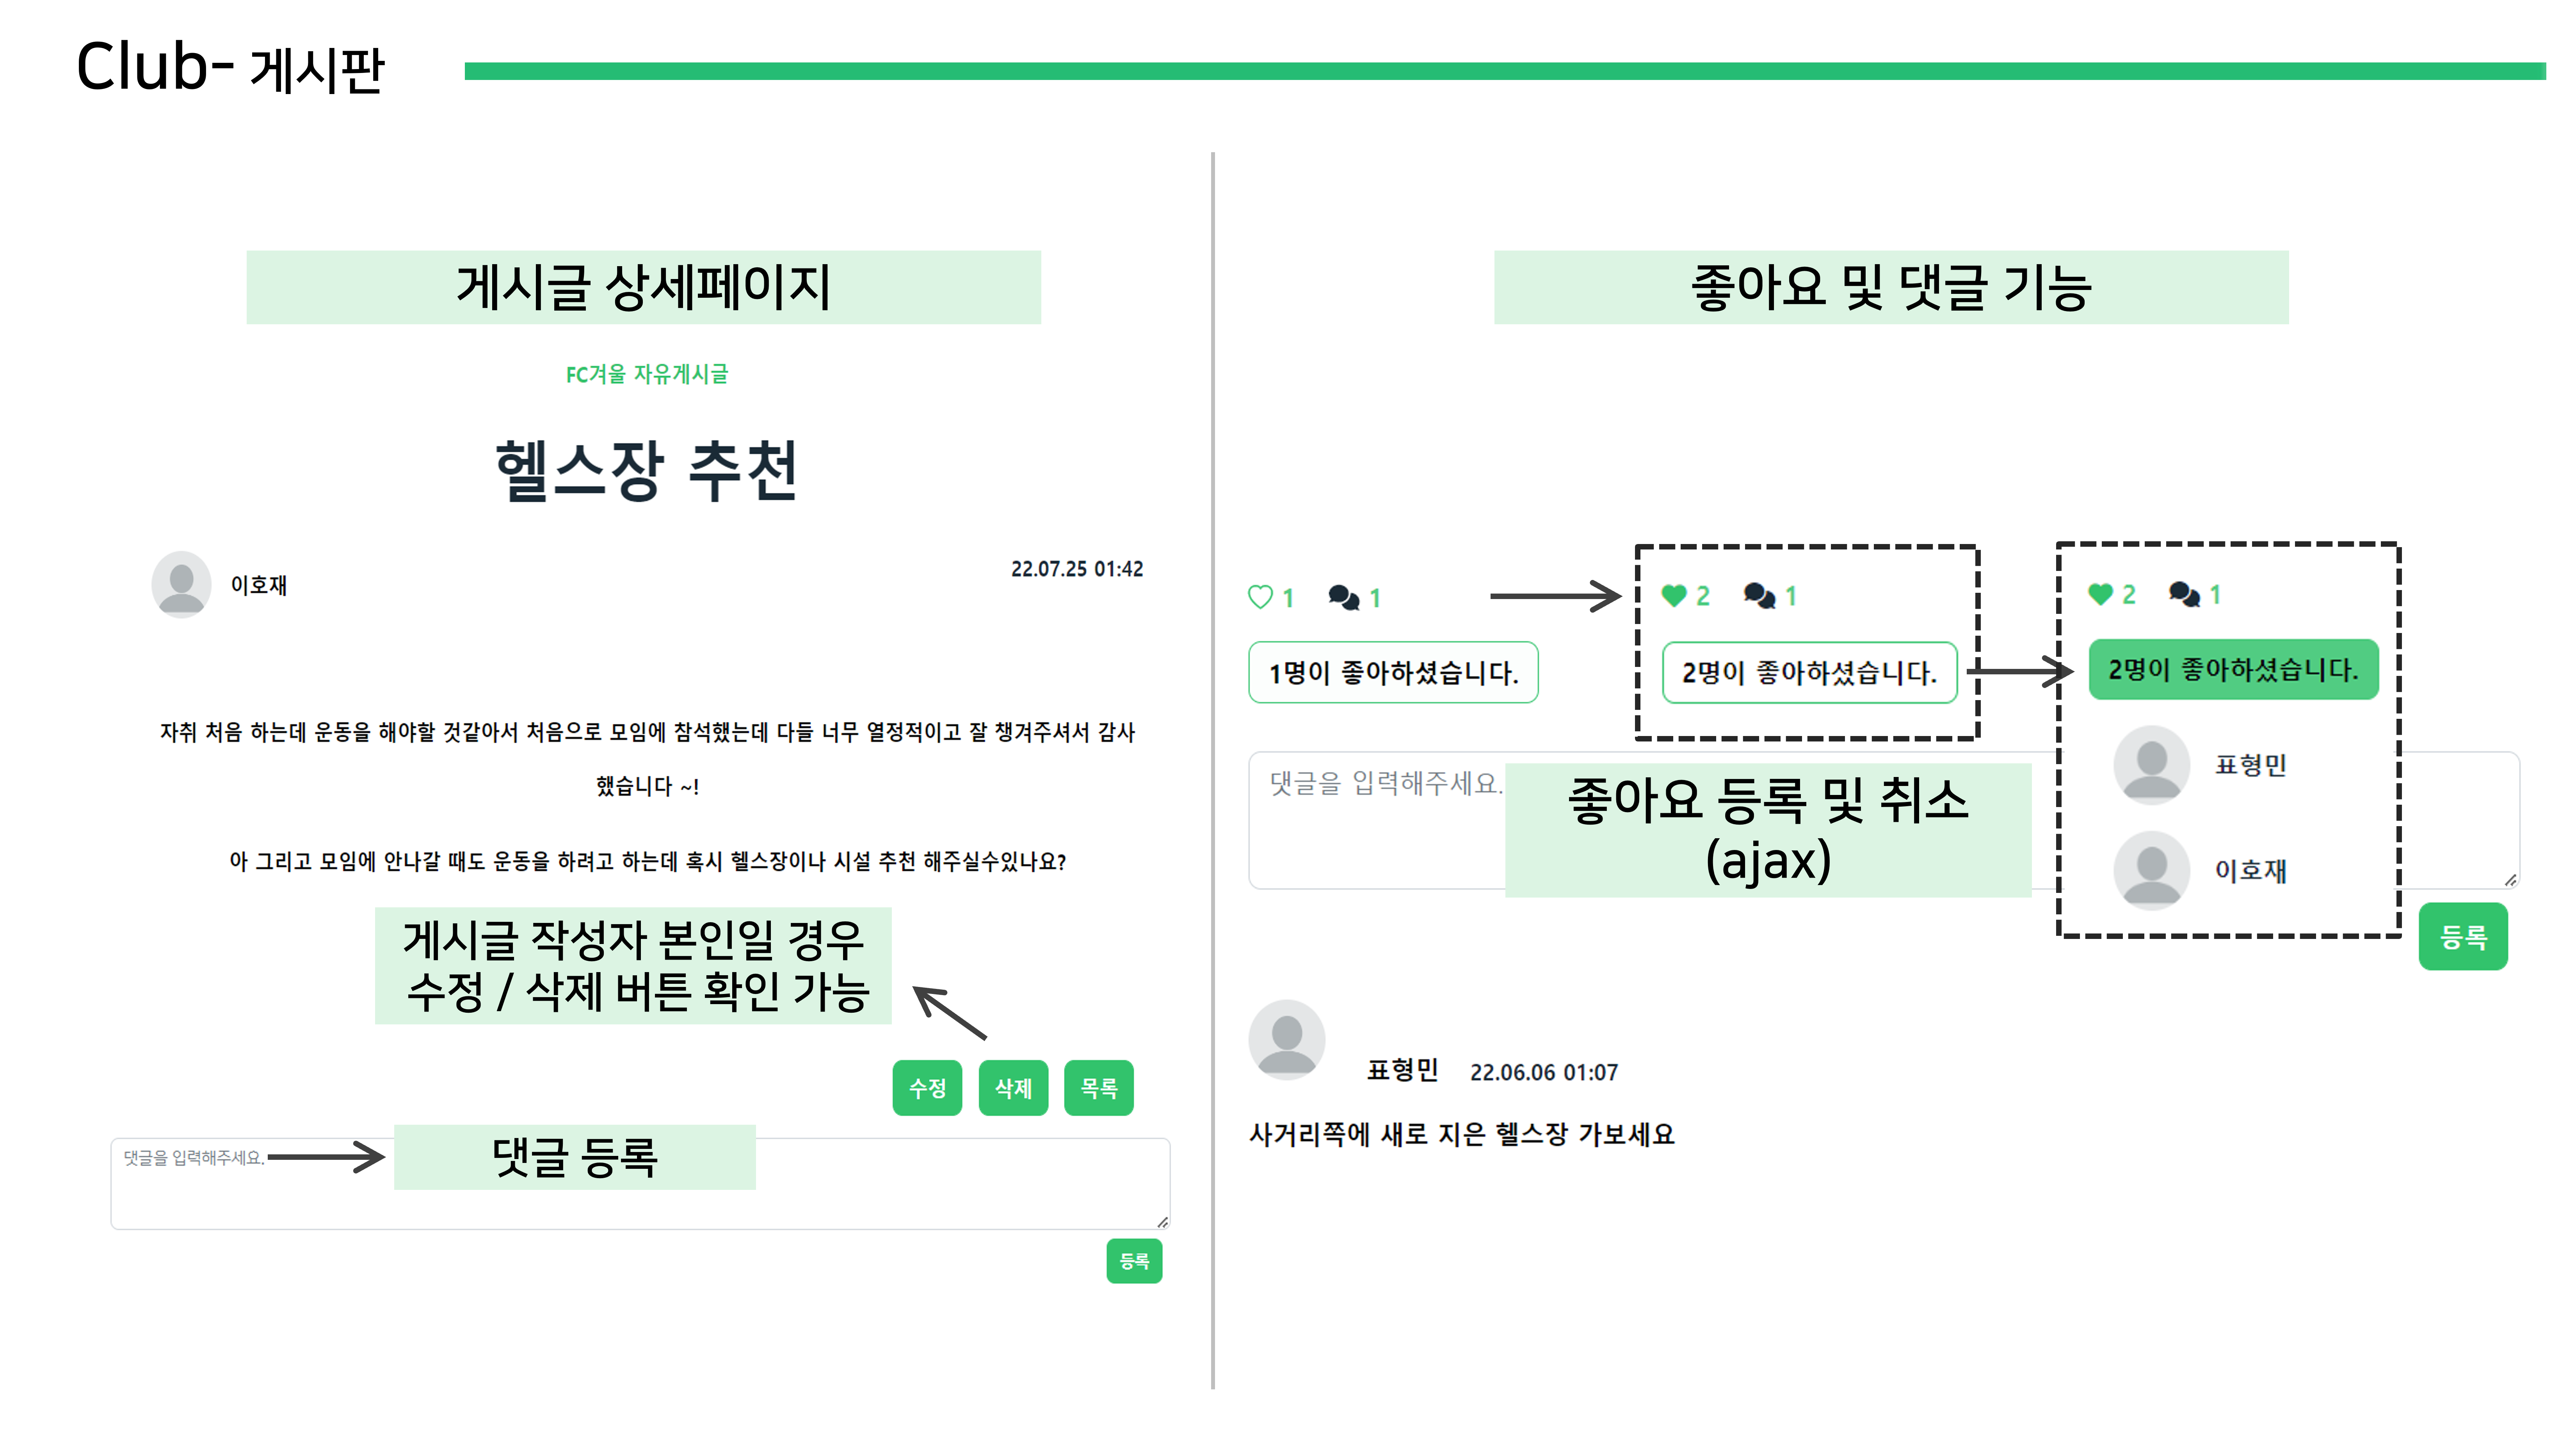 Club- 게시판
게시글 상세페이지
FC겨울 자유게시글
헬스장 추천
이호재
22.07.25 01:42
자취 처음 하는데 운동을 해야할 것같아서 처음으로 모임에 참석했는데 다들 너무 열정적이고 잘 챙겨주셔서 감사
했습니다 ~!
아 그리고 모임에 안나갈 때도 운동을 하려고 하는데 혹시 헬스장이나 시설 추천 해주실수있나요?
게시글 작성자 본인일 경우
수정 / 삭제 버튼 확인 가능
수정 삭제 목록
댓글을 입력해주세요.
댓글 등록
등록
좋아요 및 댓글 기능
1 1
1명이 좋아하셨습니다.
2 1
2명이 좋아하셨습니다.
2 1
2명이 좋아하셨습니다.
표형민
이호재
댓글을 입력해주세요.
좋아요 등록 및 취소
(ajax)
등록
표형민 22.06.06 01:07
사거리쪽에 새로 지은 헬스장 가보세요